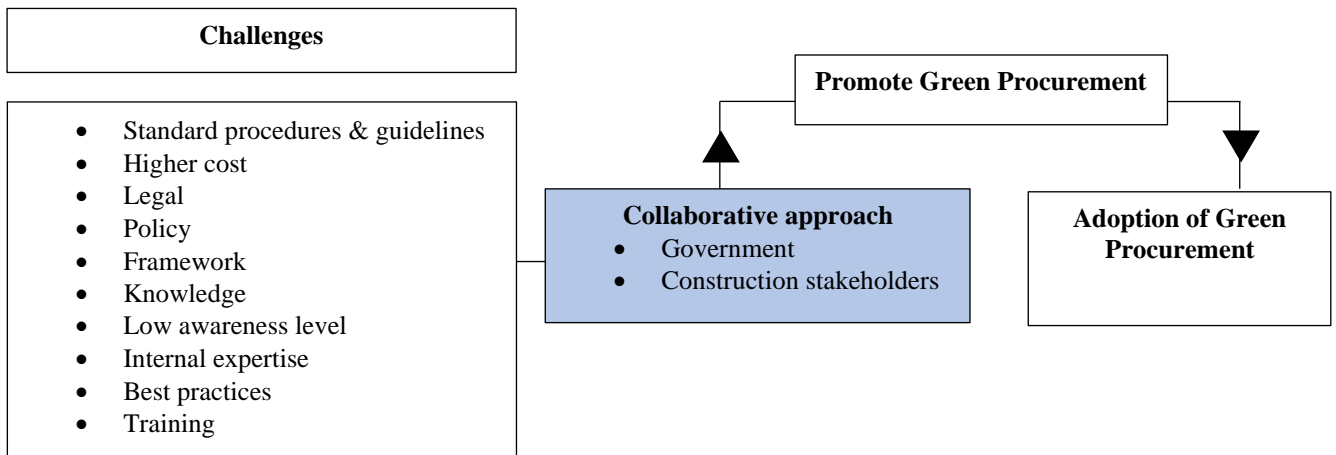 Challenges
• Standard procedures & guidelines
• Higher cost
• Legal
• Policy
• Framework
• Knowledge
• Low awareness level
• Internal expertise
• Best practices
• Training
Collaborative approach
• Government
• Construction stakeholders
Promote Green Procurement
Adoption of Green
Procurement